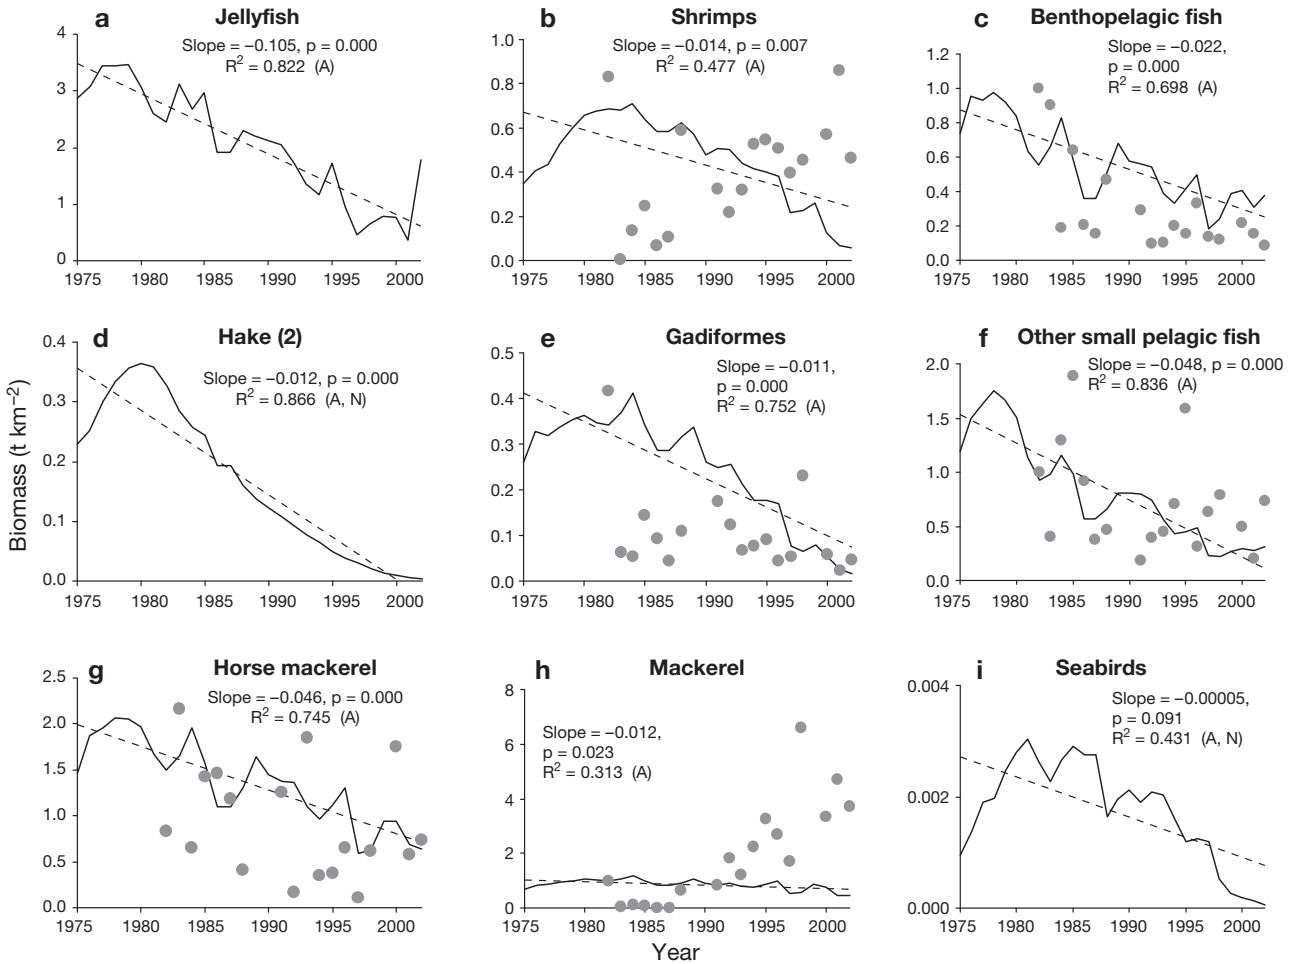 a Jellyfish
Slope = −0.105, p = 0.000
R² = 0.822 (A)
4
3
2
1
0
1975 1980 1985 1990 1995 2000
b Shrimps
Slope = −0.014, p = 0.007
R² = 0.477 (A)
1.0
0.8
0.6
0.4
0.2
0.0
1975 1980 1985 1990 1995 2000
c Benthopelagic fish
Slope = −0.022,
p = 0.000
R² = 0.698 (A)
1.2
1.0
0.8
0.6
0.4
0.2
0.0
1975 1980 1985 1990 1995 2000
d Hake (2)
Slope = −0.012, p = 0.000
R² = 0.866 (A, N)
0.4
0.3
0.2
0.1
0.0
1975 1980 1985 1990 1995 2000
e Gadiformes
Slope = −0.011,
p = 0.000
R² = 0.752 (A)
0.5
0.4
0.3
0.2
0.1
0.0
1975 1980 1985 1990 1995 2000
f Other small pelagic fish
Slope = −0.048, p = 0.000
R² = 0.836 (A)
2.0
1.5
1.0
0.5
0.0
1975 1980 1985 1990 1995 2000
Biomass (t km⁻²)
g Horse mackerel
Slope = −0.046, p = 0.000
R² = 0.745 (A)
2.5
2.0
1.5
1.0
0.5
0.0
1975 1980 1985 1990 1995 2000
h Mackerel
Slope = −0.012,
p = 0.023
R² = 0.313 (A)
8
6
4
2
0
1975 1980 1985 1990 1995 2000
i Seabirds
Slope = −0.00005,
p = 0.091
R² = 0.431 (A, N)
0.004
0.002
0.000
1975 1980 1985 1990 1995 2000
Year